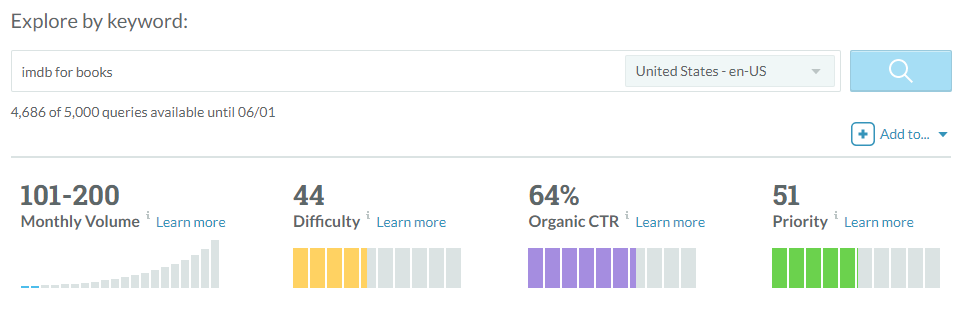 Explore by keyword:
imdb for books
United States - en-US
4,686 of 5,000 queries available until 06/01
Add to...
101-200
Monthly Volume i Learn more
44
Difficulty i Learn more
64%
Organic CTR i Learn more
51
Priority i Learn more